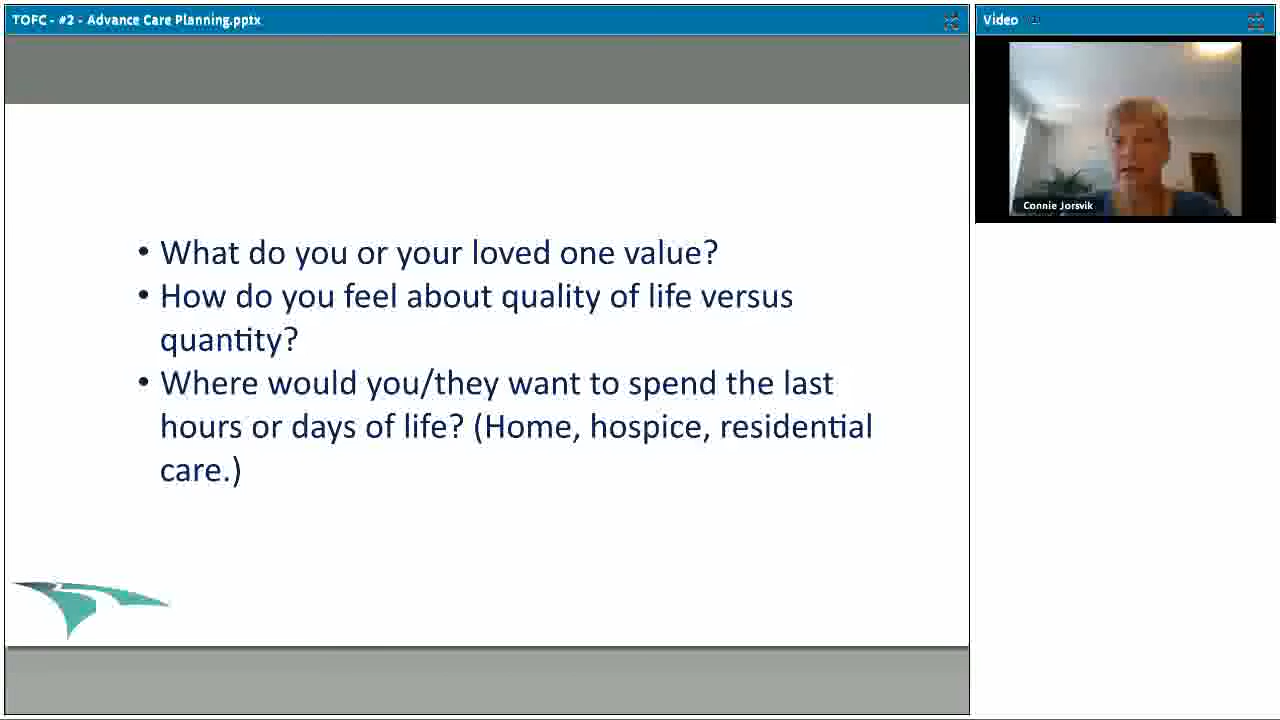 TOFC - #2 - Advance Care Planning.pptx
Video
Connie Jorsvik
• What do you or your loved one value?
• How do you feel about quality of life versus
quantity?
• Where would you/they want to spend the last
hours or days of life? (Home, hospice, residential
care.)